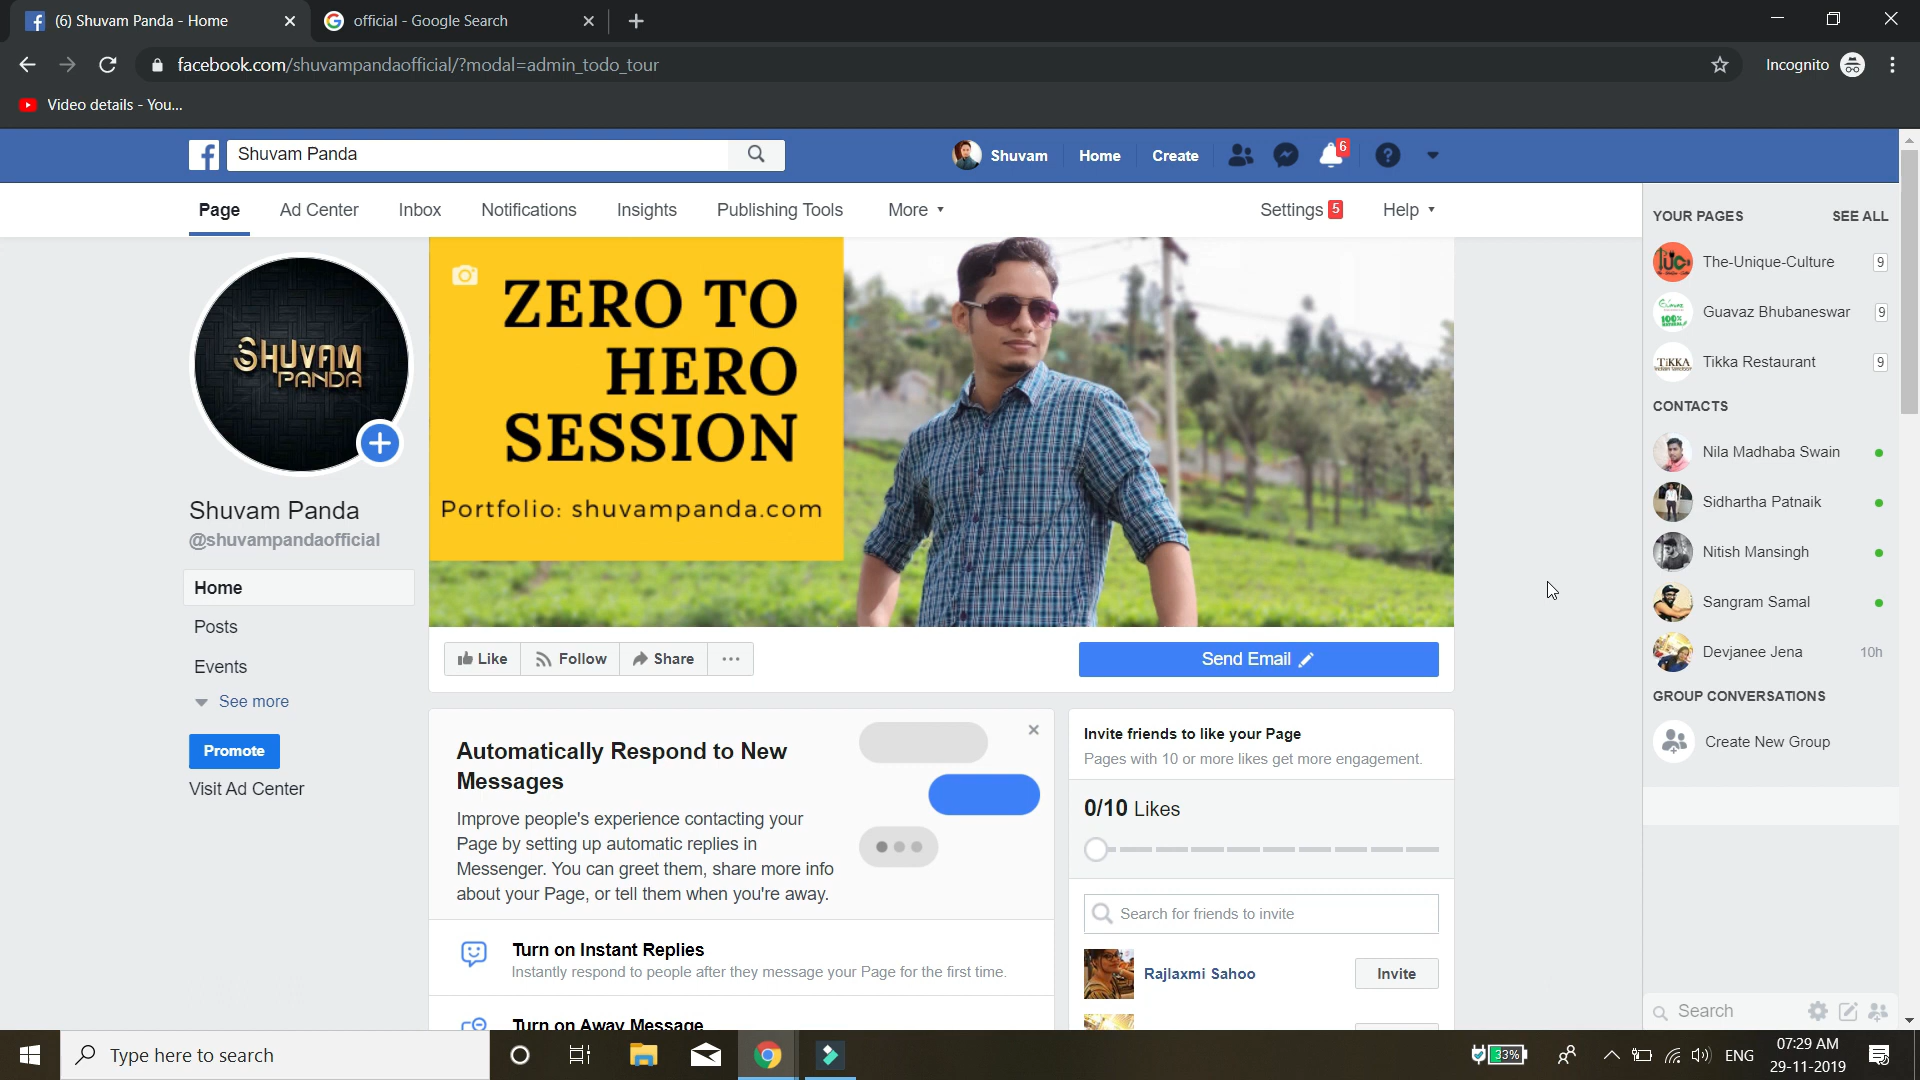 (6) Shuvam Panda - Home
official - Google Search
facebook.com/shuvampandaofficial/?modal=admin_todo_tour
Incognito
Video details - You...
Shuvam Panda
Shuvam
Home
Create
6
Page
Ad Center
Inbox
Notifications
Insights
Publishing Tools
More
Settings 5
Help
ZERO TO
HERO
SESSION
Portfolio: shuvampanda.com
SHUVAM
PANDA
Shuvam Panda
@shuvampandaofficial
Home
Posts
Events
See more
Promote
Visit Ad Center
Like
Follow
Share
Send Email
Automatically Respond to New
Messages
Improve people's experience contacting your
Page by setting up automatic replies in
Messenger. You can greet them, share more info
about your Page, or tell them when you're away.
Turn on Instant Replies
Instantly respond to people after they message your Page for the first time.
Turn on Away Message
Invite friends to like your Page
Pages with 10 or more likes get more engagement.
0/10 Likes
Search for friends to invite
Rajlaxmi Sahoo
Invite
YOUR PAGES
SEE ALL
The-Unique-Culture
9
Guavaz Bhubaneswar
9
TiKKA
Tikka Restaurant
9
CONTACTS
Nila Madhaba Swain
Sidhartha Patnaik
Nitish Mansingh
Sangram Samal
Devjanee Jena
10h
GROUP CONVERSATIONS
Create New Group
Search
Type here to search
33%
ENG
07:29 AM
29-11-2019